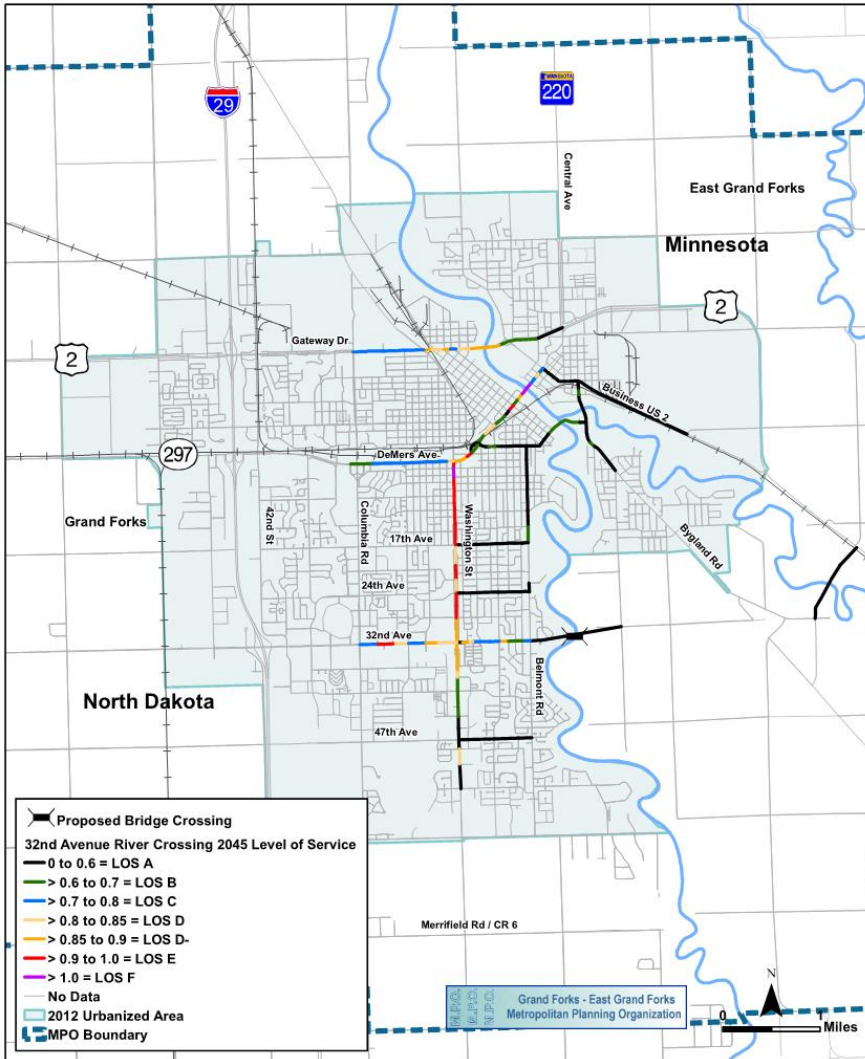 29
MINNESOTA
220
Central Ave
East Grand Forks
Minnesota
2
Gateway Dr
2
Business US 2
DeMers Ave
297
Grand Forks
42nd St
Columbia Rd
Washington St
17th Ave
Bygland Rd
24th Ave
32nd Ave
Belmont Rd
North Dakota
47th Ave
Proposed Bridge Crossing
32nd Avenue River Crossing 2045 Level of Service
0 to 0.6 = LOS A
> 0.6 to 0.7 = LOS B
> 0.7 to 0.8 = LOS C
> 0.8 to 0.85 = LOS D
> 0.85 to 0.9 = LOS D-
> 0.9 to 1.0 = LOS E
> 1.0 = LOS F
No Data
2012 Urbanized Area
MPO Boundary
Merrifield Rd / CR 6
M.P.O. M.P.O. M.P.O.
Grand Forks - East Grand Forks
Metropolitan Planning Organization
N
0 1
Miles